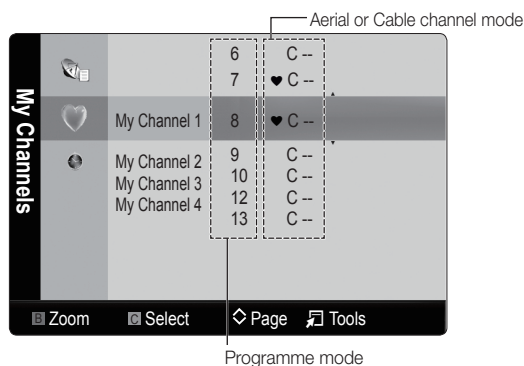 Aerial or Cable channel mode
My Channels
6 C --
7 ♥ C --
My Channel 1 8 ♥ C --
My Channel 2 9 C --
My Channel 3 10 C --
My Channel 4 12 C --
13 C --
B Zoom C Select Page Tools
Programme mode